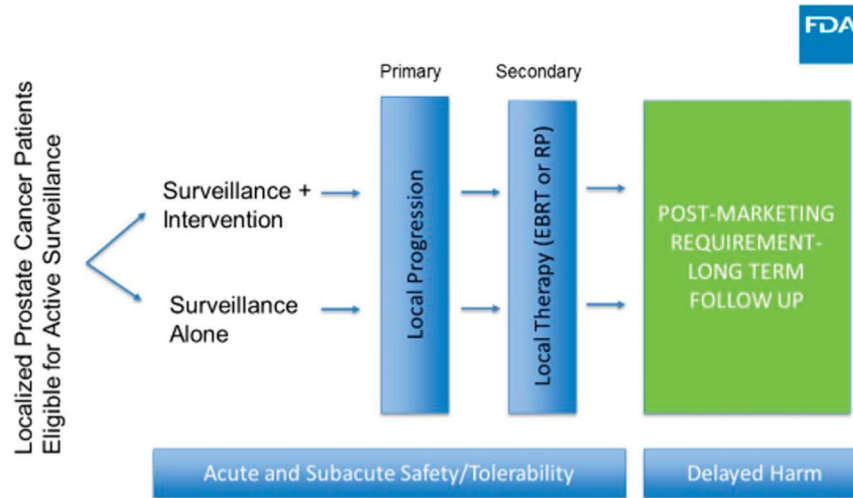 FDA
Primary
Secondary
Localized Prostate Cancer Patients
Eligible for Active Surveillance
Surveillance +
Intervention
Surveillance
Alone
Local Progression
Local Therapy (EBRT or RP)
POST-MARKETING
REQUIREMENT-
LONG TERM
FOLLOW UP
Acute and Subacute Safety/Tolerability
Delayed Harm